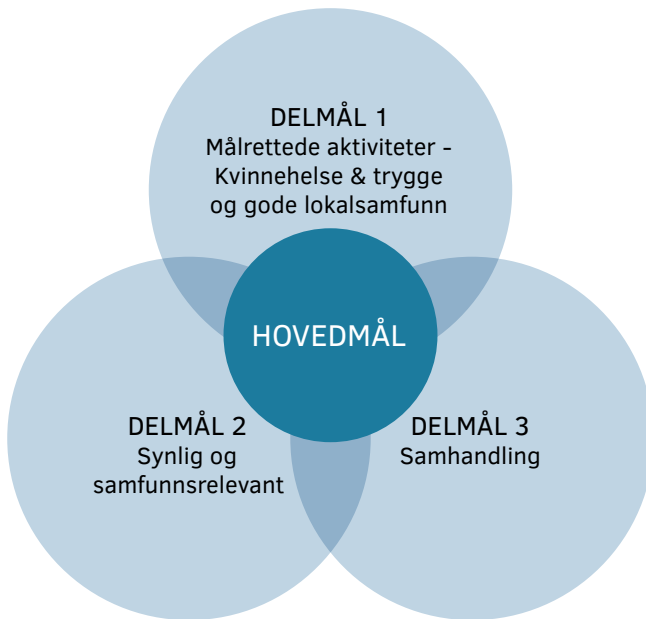 DELMÅL 1
Målrettede aktiviteter -
Kvinnehelse & trygge
og gode lokalsamfunn
HOVEDMÅL
DELMÅL 2
Synlig og
samfunnsrelevant
DELMÅL 3
Samhandling